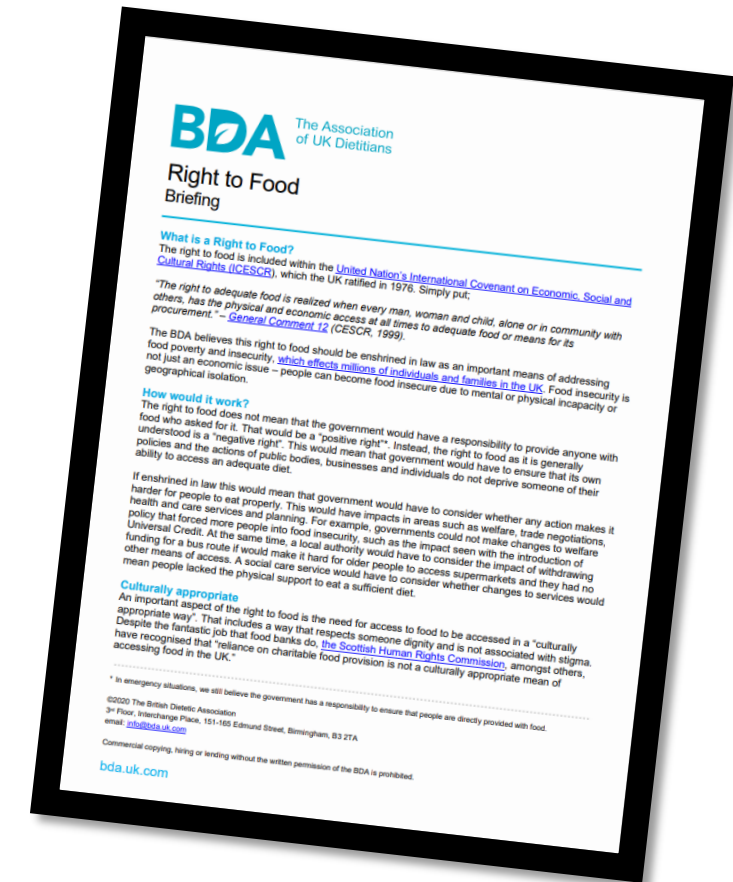 BDA The Association
of UK Dietitians
Right to Food
Briefing
What is a Right to Food?
The right to food is included within the United Nation's International Covenant on Economic, Social and
Cultural Rights (ICESCR), which the UK ratified in 1976. Simply put;
"The right to adequate food is realized when every man, woman and child, alone or in community with
others, has the physical and economic access at all times to adequate food or means for its
procurement." – General Comment 12 (CESCR, 1999).
The BDA believes this right to food should be enshrined in law as an important means of addressing
food poverty and insecurity, which effects millions of individuals and families in the UK. Food insecurity is
not just an economic issue – people can become food insecure due to mental or physical incapacity or
geographical isolation.
How would it work?
The right to food does not mean that the government would have a responsibility to provide anyone with
food who asked for it. That would be a "positive right"*. Instead, the right to food as it is generally
understood is a "negative right". This would mean that government would have to ensure that its own
policies and the actions of public bodies, businesses and individuals do not deprive someone of their
ability to access an adequate diet.
If enshrined in law this would mean that government would have to consider whether any action makes it
harder for people to eat properly. This would have impacts in areas such as welfare, trade negotiations,
health and care services and planning. For example, governments could not make changes to welfare
policy that forced more people into food insecurity, such as the impact seen with the introduction of
Universal Credit. At the same time, a local authority would have to consider the impact of withdrawing
funding for a bus route if would make it hard for older people to access supermarkets and they had no
other means of access. A social care service would have to consider whether changes to services would
mean people lacked the physical support to eat a sufficient diet.
Culturally appropriate
An important aspect of the right to food is the need for access to food to be accessed in a "culturally
appropriate way". That includes a way that respects someone dignity and is not associated with stigma.
Despite the fantastic job that food banks do, the Scottish Human Rights Commission, amongst others,
have recognised that "reliance on charitable food provision is not a culturally appropriate mean of
accessing food in the UK."
* In emergency situations, we still believe the government has a responsibility to ensure that people are directly provided with food.
©2020 The British Dietetic Association
3rd Floor, Interchange Place, 151-165 Edmund Street, Birmingham, B3 2TA
email: info@bda.uk.com
Commercial copying, hiring or lending without the written permission of the BDA is prohibited.
bda.uk.com